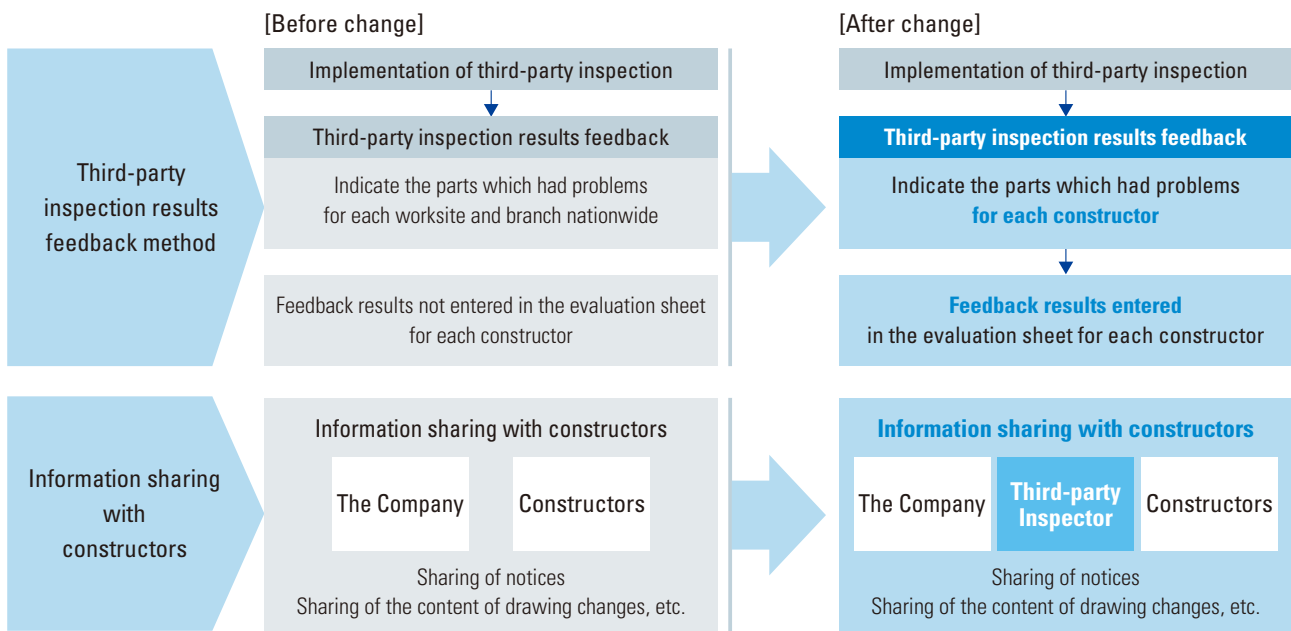 [Before change]
[After change]
Third-party
inspection results
feedback method
Implementation of third-party inspection
Third-party inspection results feedback
Indicate the parts which had problems
for each worksite and branch nationwide
Feedback results not entered in the evaluation sheet
for each constructor
Implementation of third-party inspection
Third-party inspection results feedback
Indicate the parts which had problems
for each constructor
Feedback results entered
in the evaluation sheet for each constructor
Information sharing
with
constructors
Information sharing with constructors
The Company
Constructors
Sharing of notices
Sharing of the content of drawing changes, etc.
Information sharing with constructors
The Company
Third-party
Inspector
Constructors
Sharing of notices
Sharing of the content of drawing changes, etc.